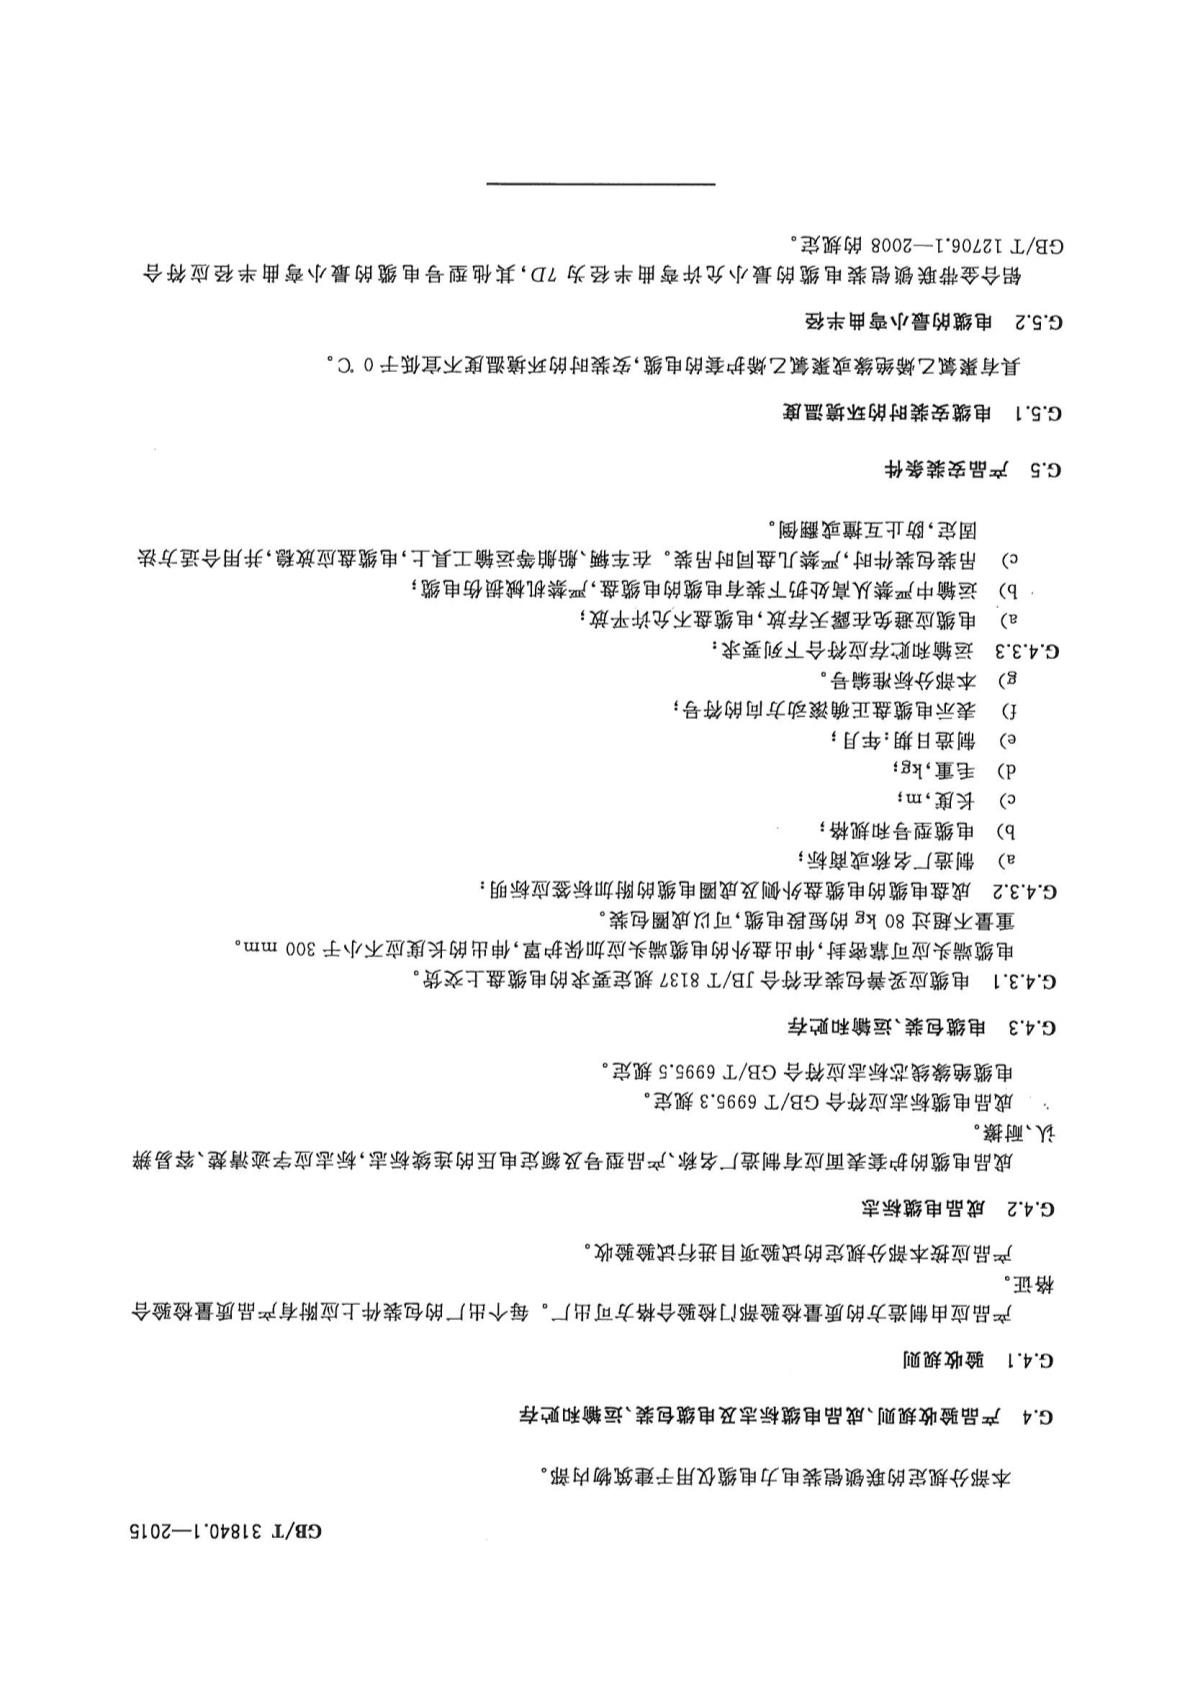 GB/T 31840.1—2015
本部分规定的联锁铠装电力电缆仅用于建筑物内部。
G.4 产品验收规则、成品电缆标志及电缆包装、运输和贮存
G.4.1 验收规则
产品应由制造方的质量检验部门检验合格方可出厂。每个出厂的包装件上应附有产品质量检验合
格证。
产品应按本部分规定的试验项目进行试验验收。
G.4.2 成品电缆标志
成品电缆的护套表面应有制造厂名称、产品型号及额定电压的连续标志,标志应字迹清楚、容易辨
认、耐擦。
成品电缆标志应符合 GB/T 6995.3 规定。
电缆绝缘线芯标志应符合 GB/T 6995.5 规定。
G.4.3 电缆包装、运输和贮存
G.4.3.1 电缆应妥善包装在符合 JB/T 8137 规定要求的电缆盘上交货。
电缆端头应可靠密封,伸出盘外的电缆端头应加保护罩,伸出的长度应不小于 300 mm。
重量不超过 80 kg 的短段电缆,可以成圈包装。
G.4.3.2 成盘电缆的电缆盘外侧及成圈电缆的附加标签应标明:
a) 制造厂名称或商标;
b) 电缆型号和规格;
c) 长度,m;
d) 毛重,kg;
e) 制造日期:年月;
f) 表示电缆盘正确滚动方向的符号;
g) 本部分标准编号。
G.4.3.3 运输和贮存应符合下列要求:
a) 电缆应避免在露天存放,电缆盘不允许平放;
b) 运输中严禁从高处扔下装有电缆的电缆盘,严禁机械损伤电缆;
c) 吊装包装件时,严禁几盘同时吊装。在车辆、船舶等运输工具上,电缆盘应放稳,并用合适方法
固定,防止互撞或翻倒。
G.5 产品安装条件
G.5.1 电缆安装时的环境温度
具有聚氯乙烯绝缘或聚氯乙烯护套的电缆,安装时的环境温度不宜低于 0 ℃。
G.5.2 电缆的最小弯曲半径
铝合金带联锁铠装电缆的最小允许弯曲半径为 7D,其他型号电缆的最小弯曲半径应符合
GB/T 12706.1—2008 的规定。